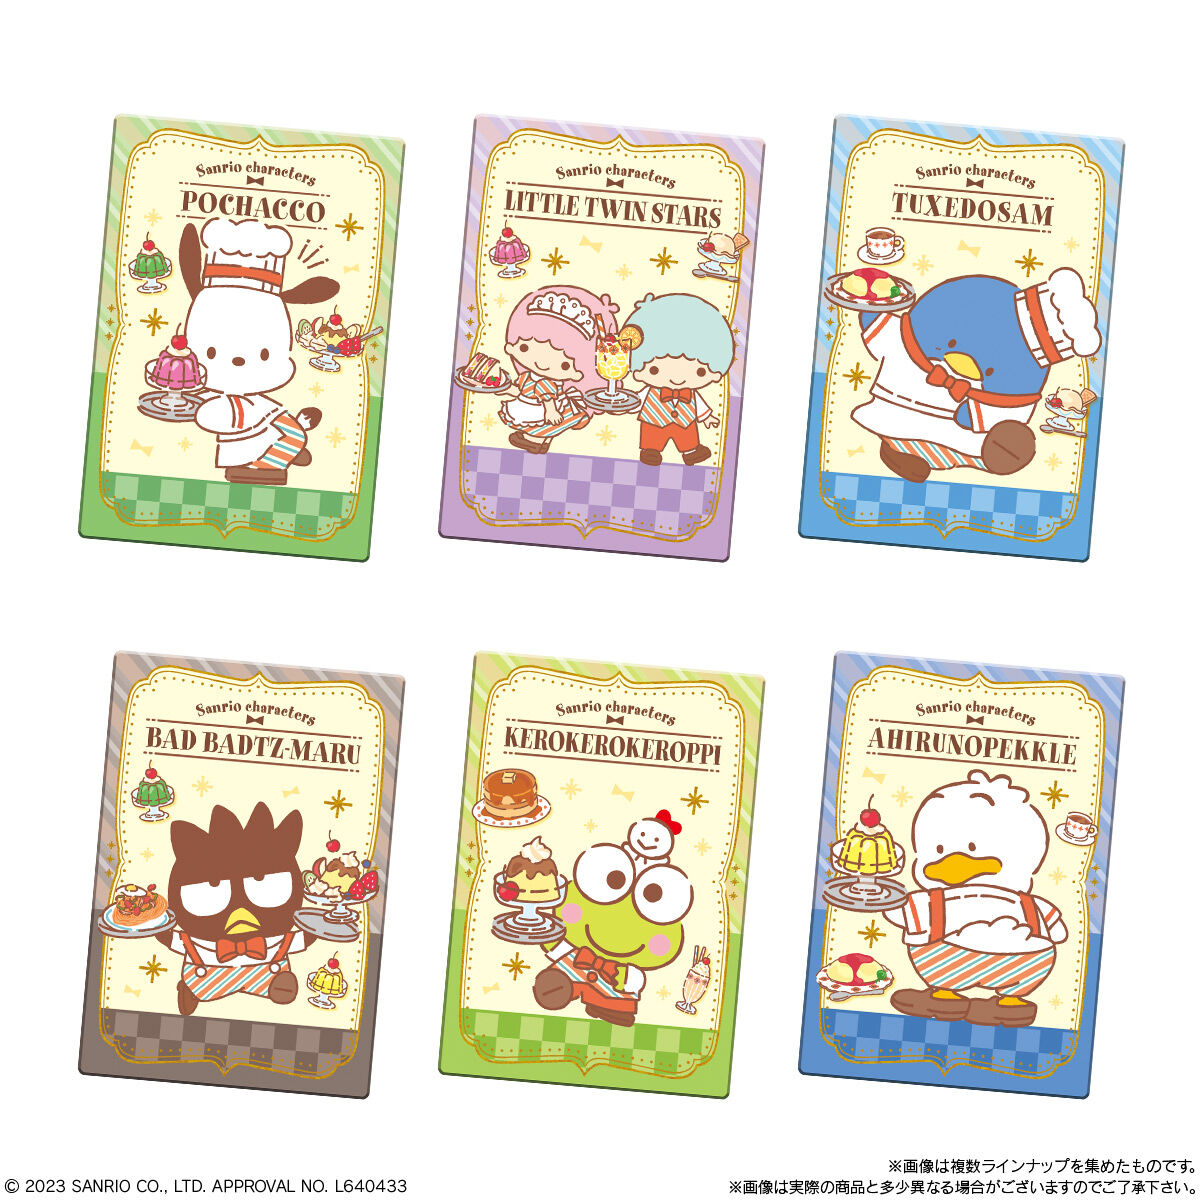 Sanrio characters
POCHACCO
Sanrio characters
LITTLE TWIN STARS
Sanrio characters
TUXEDOSAM
Sanrio characters
BAD BADTZ-MARU
Sanrio characters
KEROKEROKEROPPI
Sanrio characters
AHIRUNOPEKKLE
※画像は複数ラインナップを集めたものです。
© 2023 SANRIO CO., LTD. APPROVAL NO. L640433
※画像は実際の商品と多少異なる場合がございますのでご了承下さい。